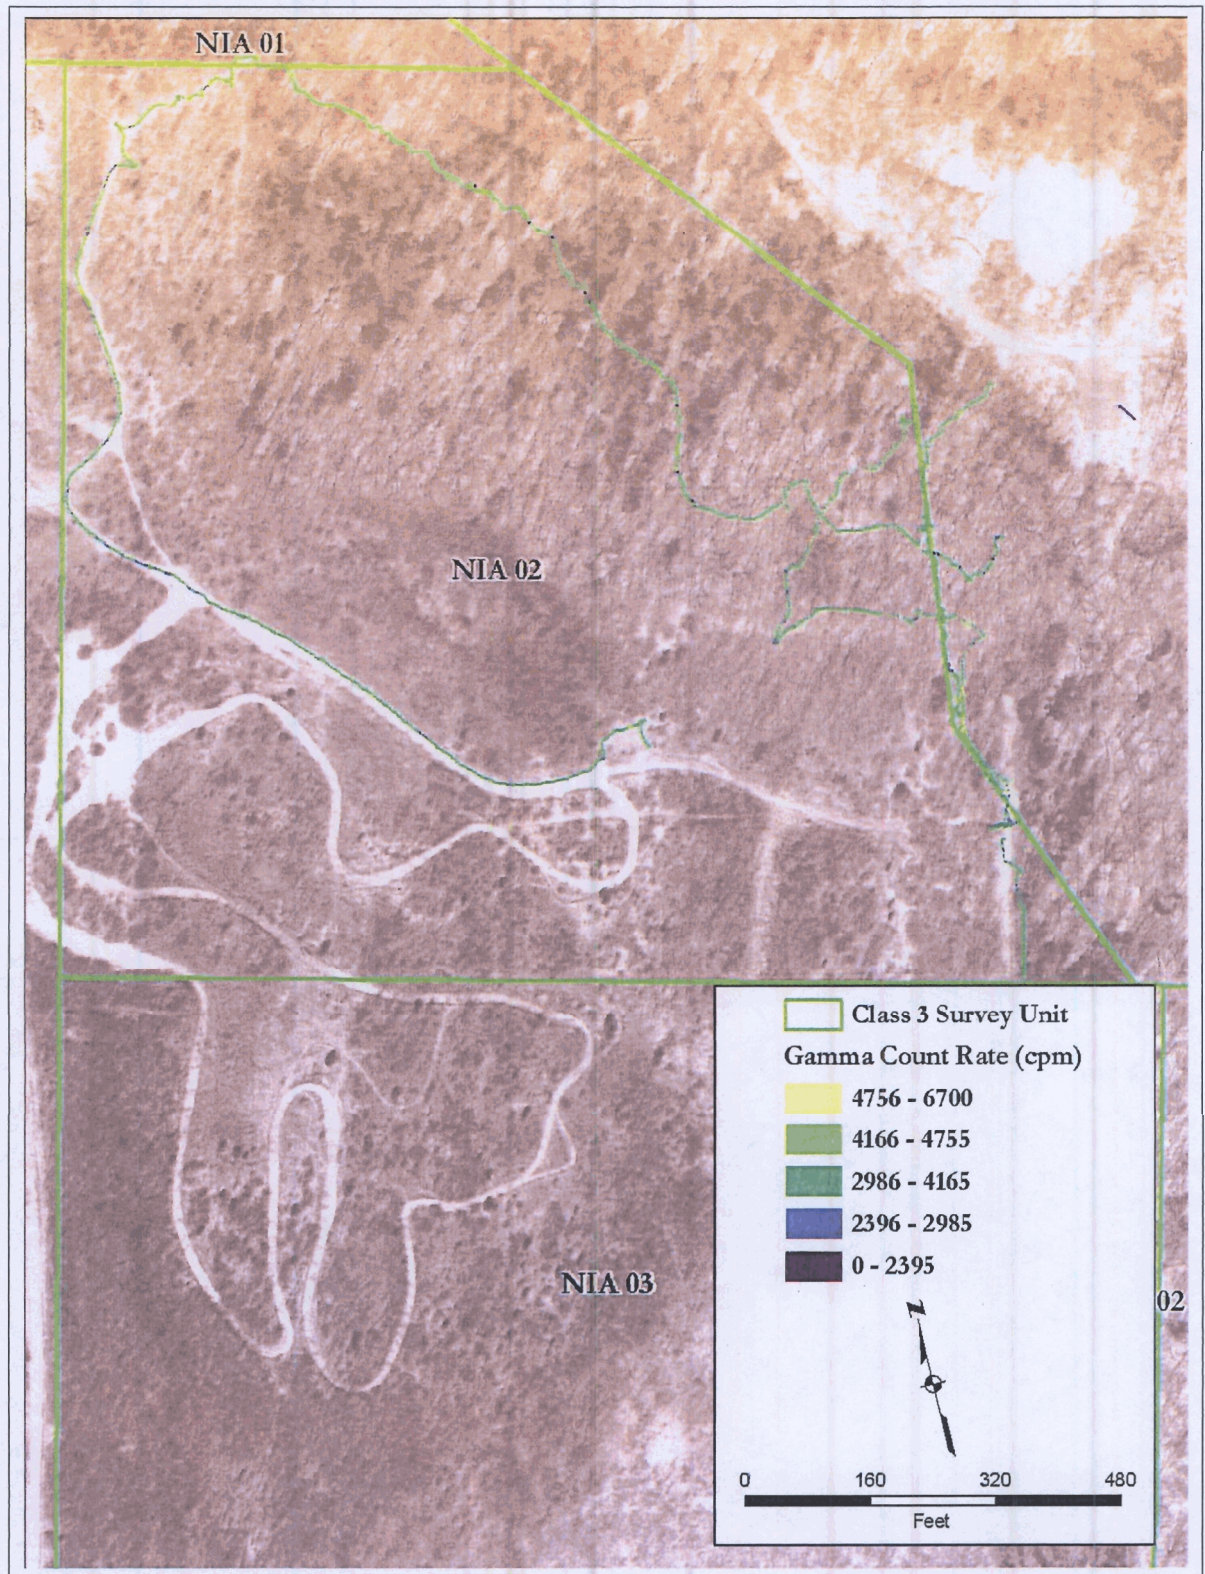 NIA 01
NIA 02
NIA 03
02
Class 3 Survey Unit
Gamma Count Rate (cpm)
4756 - 6700
4166 - 4755
2986 - 4165
2396 - 2985
0 - 2395
N
0 160 320 480
Feet